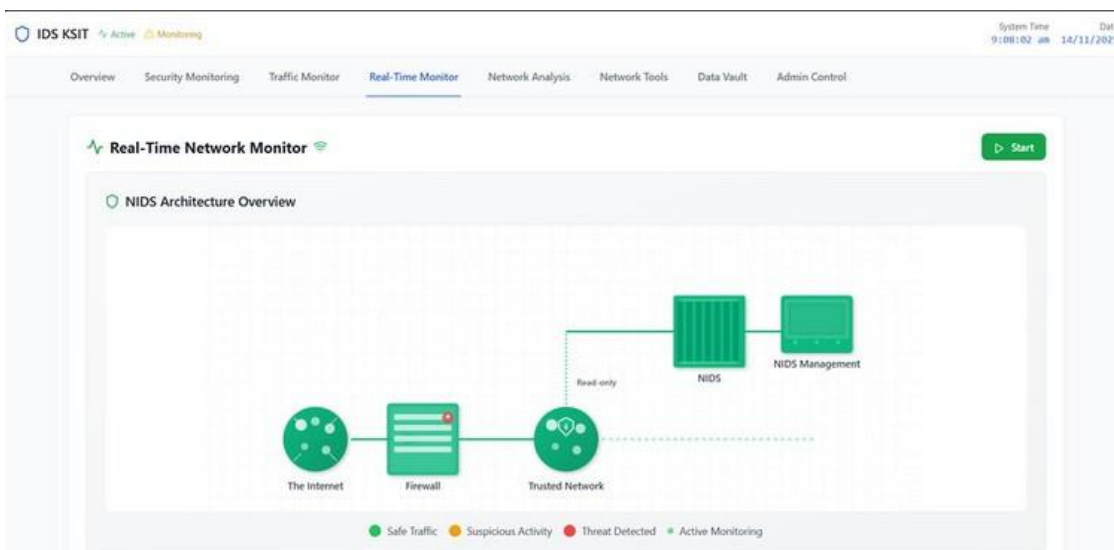 IDS KSIT Active Monitoring
System Time
9:08:02 am 14/11/202
Overview Security Monitoring Traffic Monitor Real-Time Monitor Network Analysis Network Tools Data Vault Admin Control
Real-Time Network Monitor
Start
NIDS Architecture Overview
Read-only
NIDS
NIDS Management
The Internet
Firewall
Trusted Network
Safe Traffic Suspicious Activity Threat Detected Active Monitoring